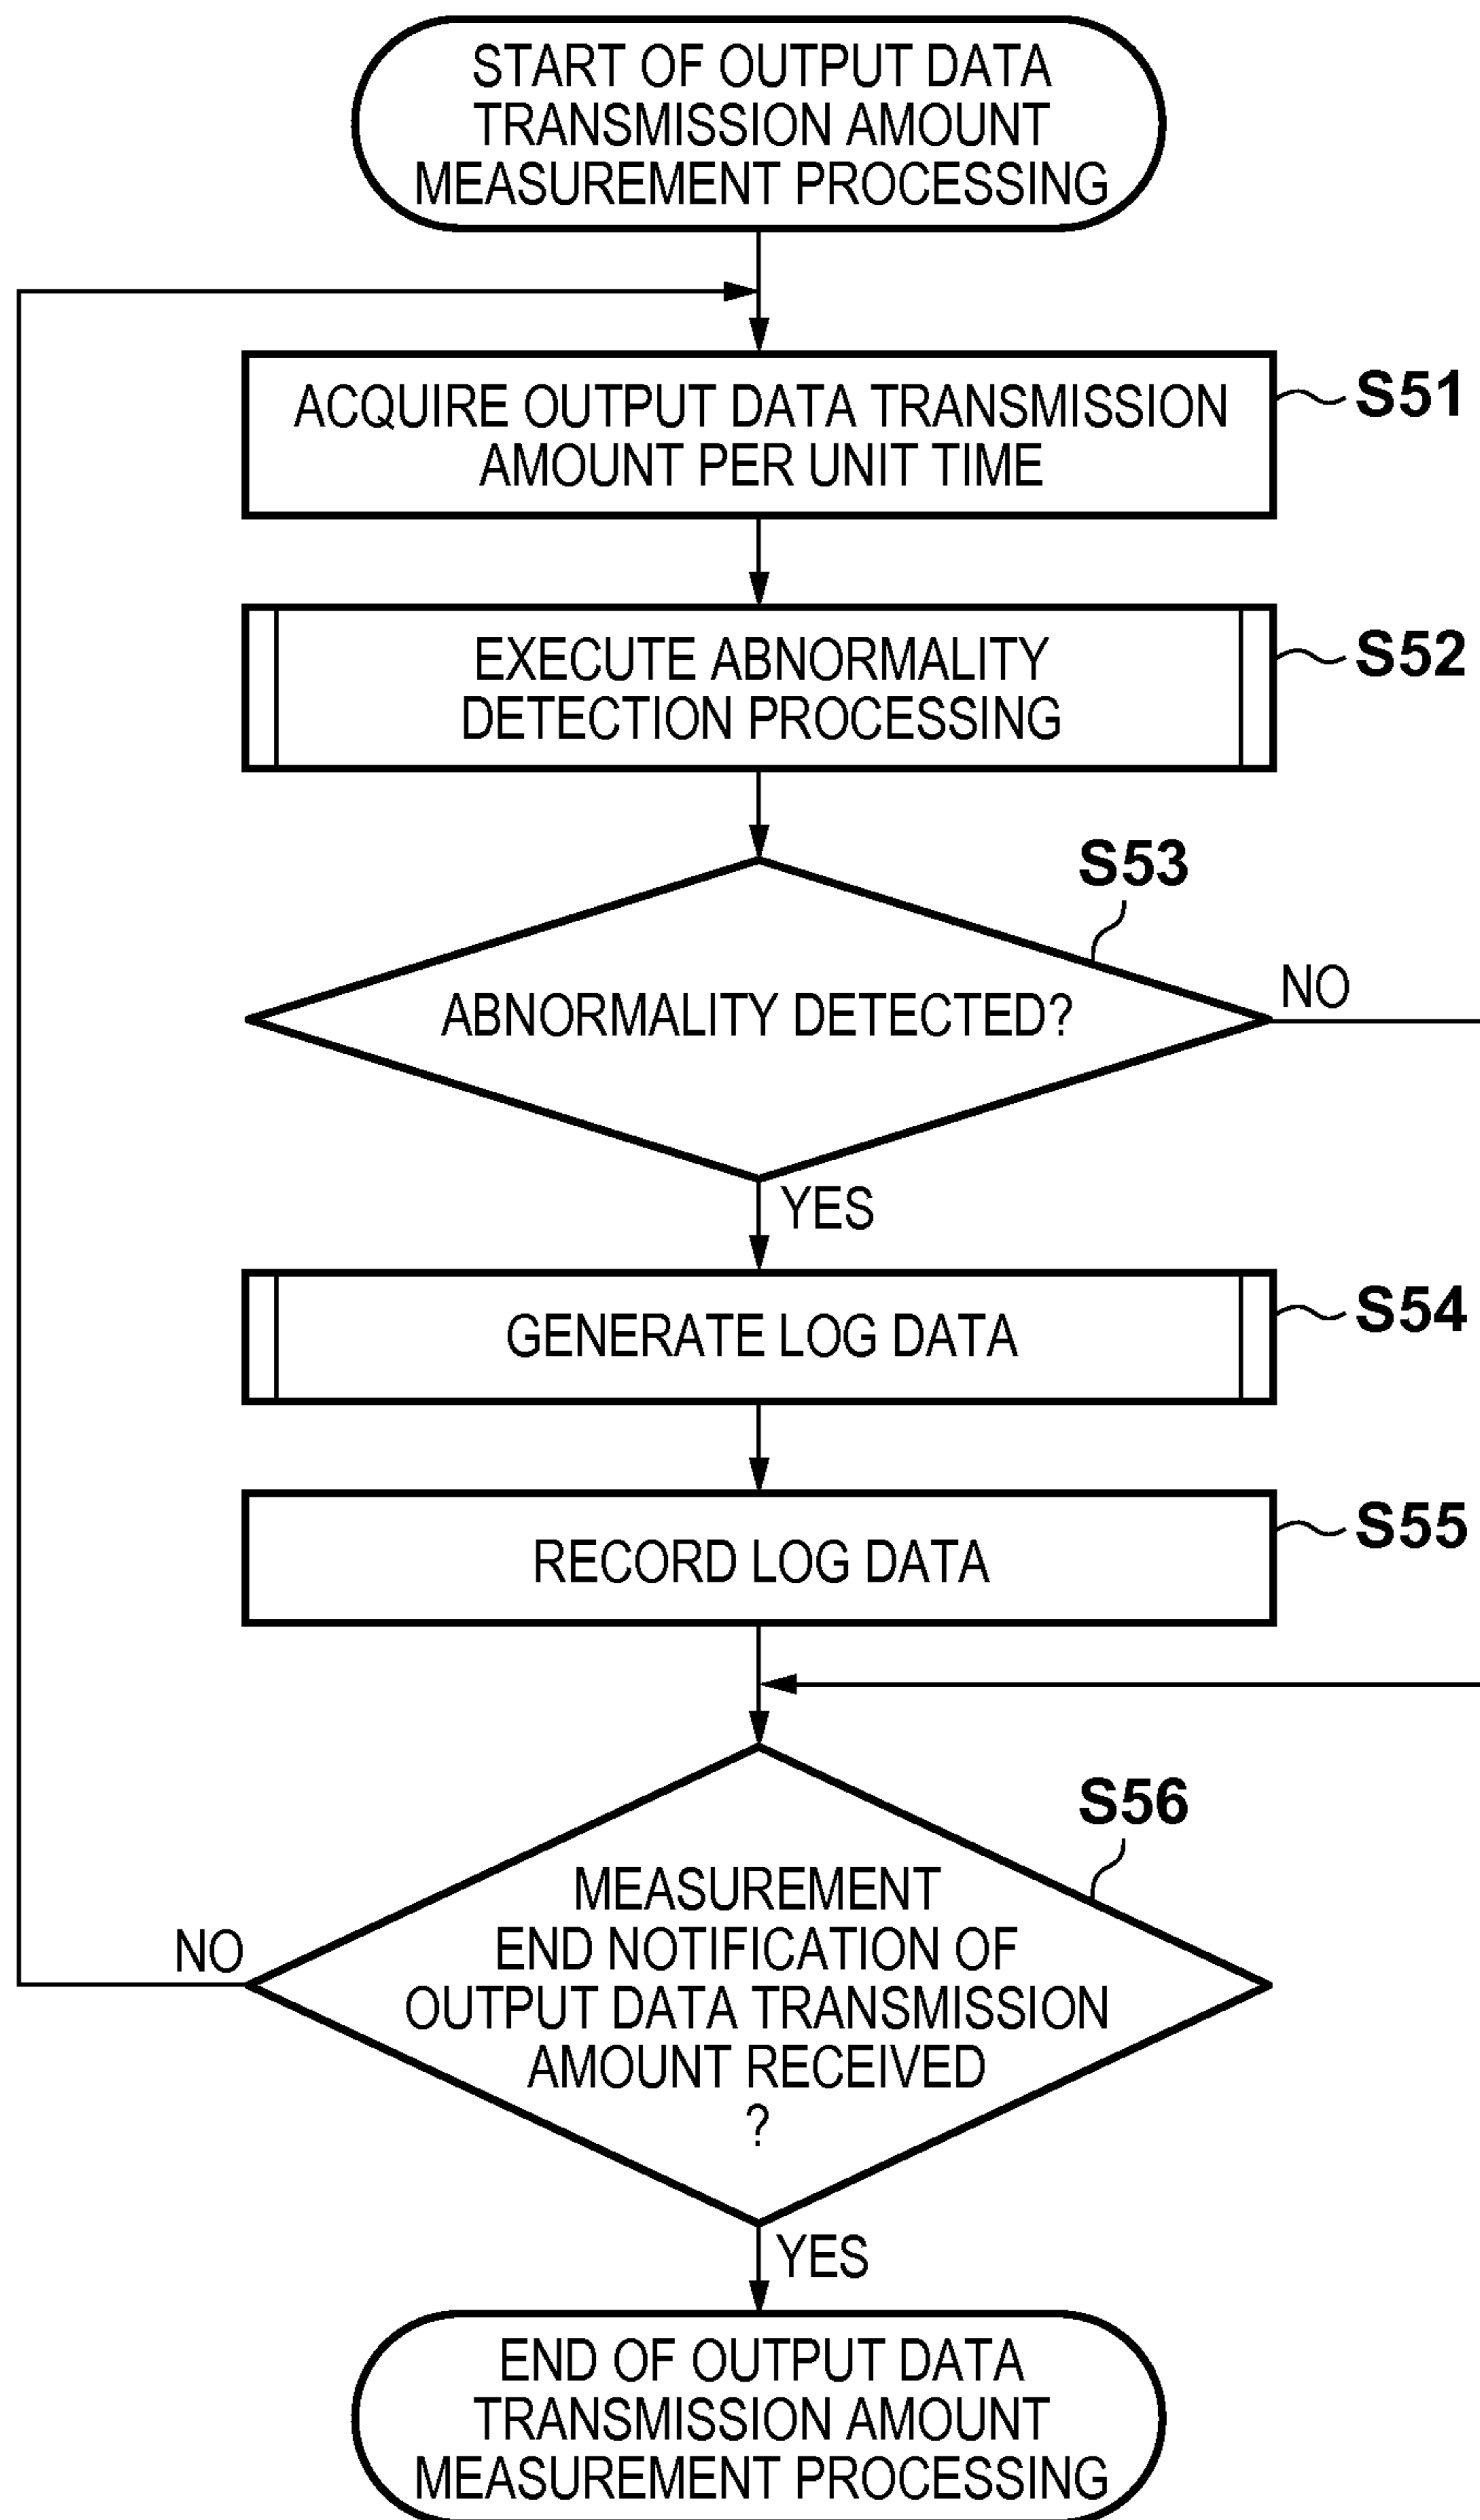 START OF OUTPUT DATA
TRANSMISSION AMOUNT
MEASUREMENT PROCESSING
ACQUIRE OUTPUT DATA TRANSMISSION
AMOUNT PER UNIT TIME
S51
EXECUTE ABNORMALITY
DETECTION PROCESSING
S52
S53
ABNORMALITY DETECTED?
NO
YES
GENERATE LOG DATA
S54
RECORD LOG DATA
S55
S56
MEASUREMENT
END NOTIFICATION OF
OUTPUT DATA TRANSMISSION
AMOUNT RECEIVED
?
NO
YES
END OF OUTPUT DATA
TRANSMISSION AMOUNT
MEASUREMENT PROCESSING